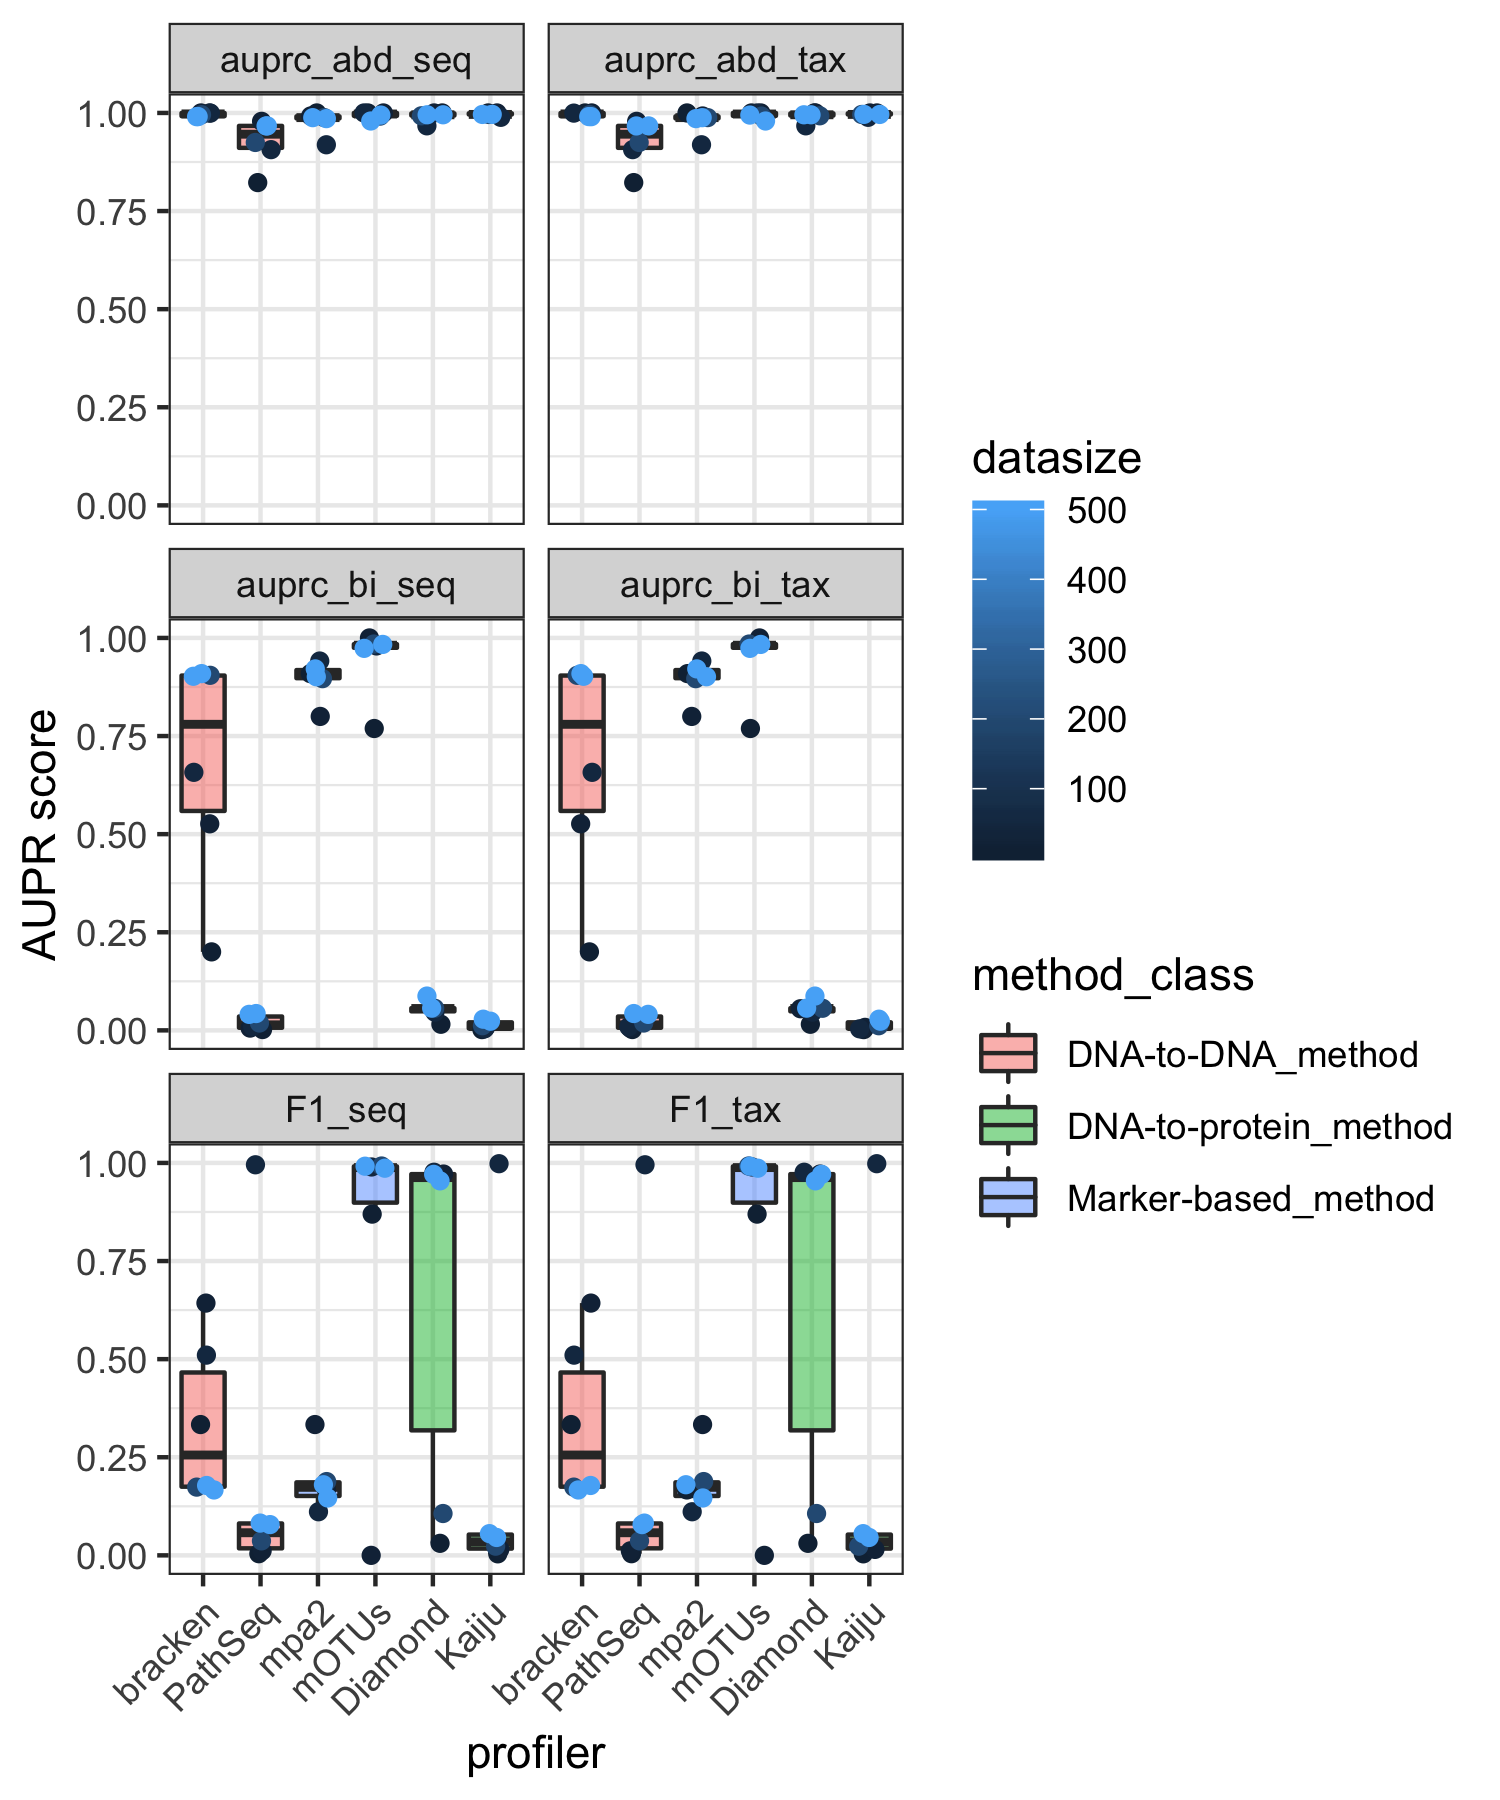 auprc_abd_seq
auprc_abd_tax
1.00
0.75
0.50
0.25
0.00
auprc_bi_seq
auprc_bi_tax
1.00
0.75
0.50
0.25
0.00
F1_seq
F1_tax
1.00
0.75
0.50
0.25
0.00
AUPR score
bracken
PathSeq
mpa2
mOTUs
Diamond
Kaiju
bracken
PathSeq
mpa2
mOTUs
Diamond
Kaiju
profiler
datasize
500
400
300
200
100
method_class
DNA-to-DNA_method
DNA-to-protein_method
Marker-based_method